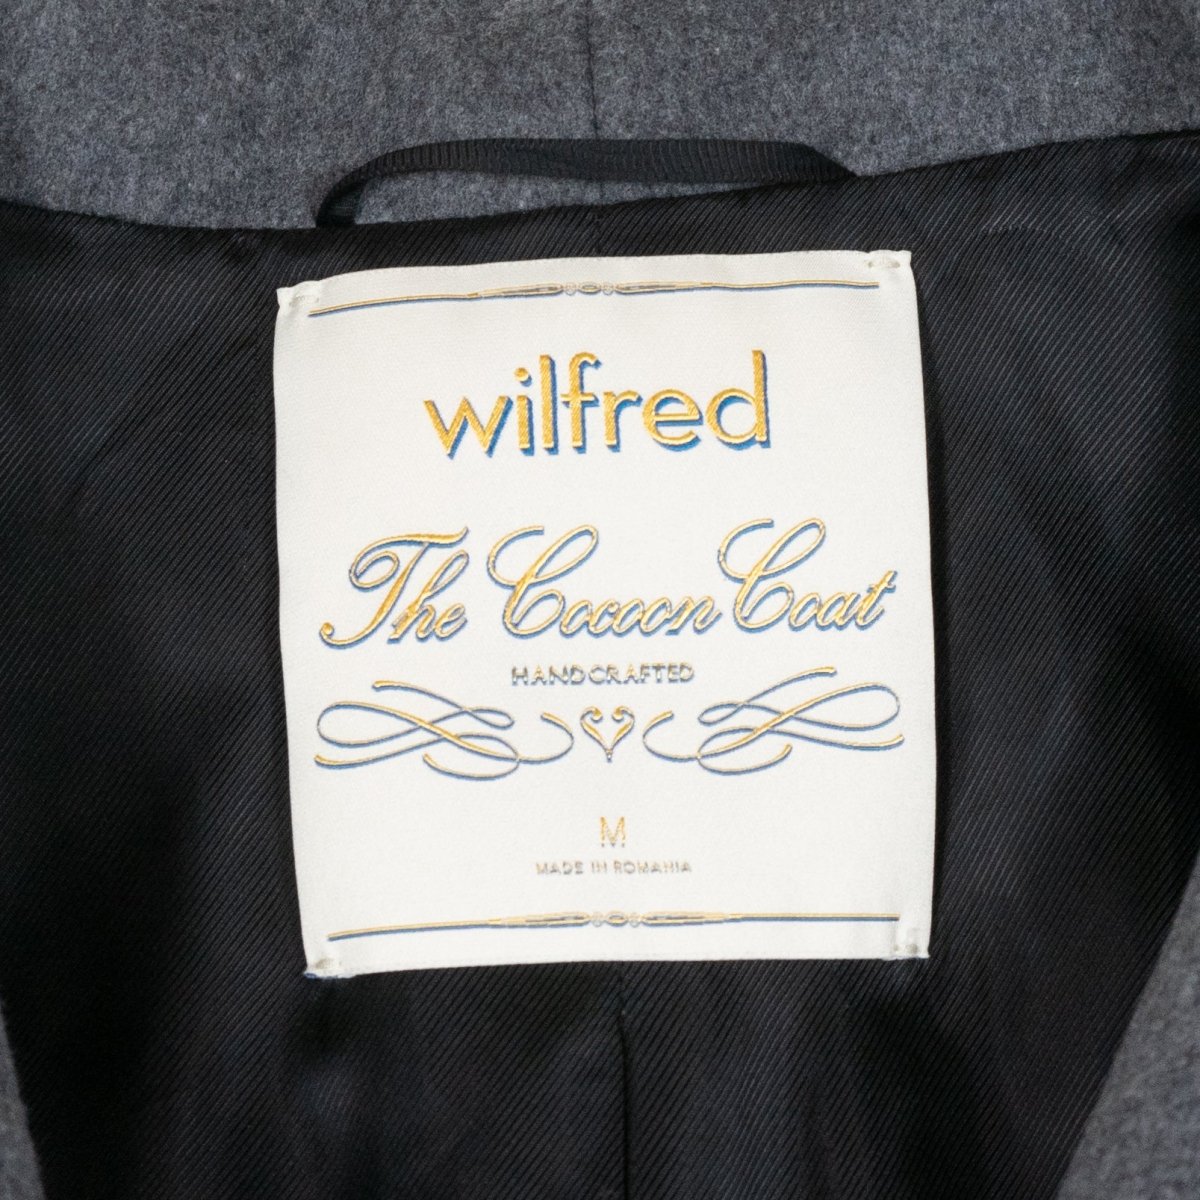 wilfred
The Cocoon Coat
HANDCRAFTED
M
MADE IN ROMANIA